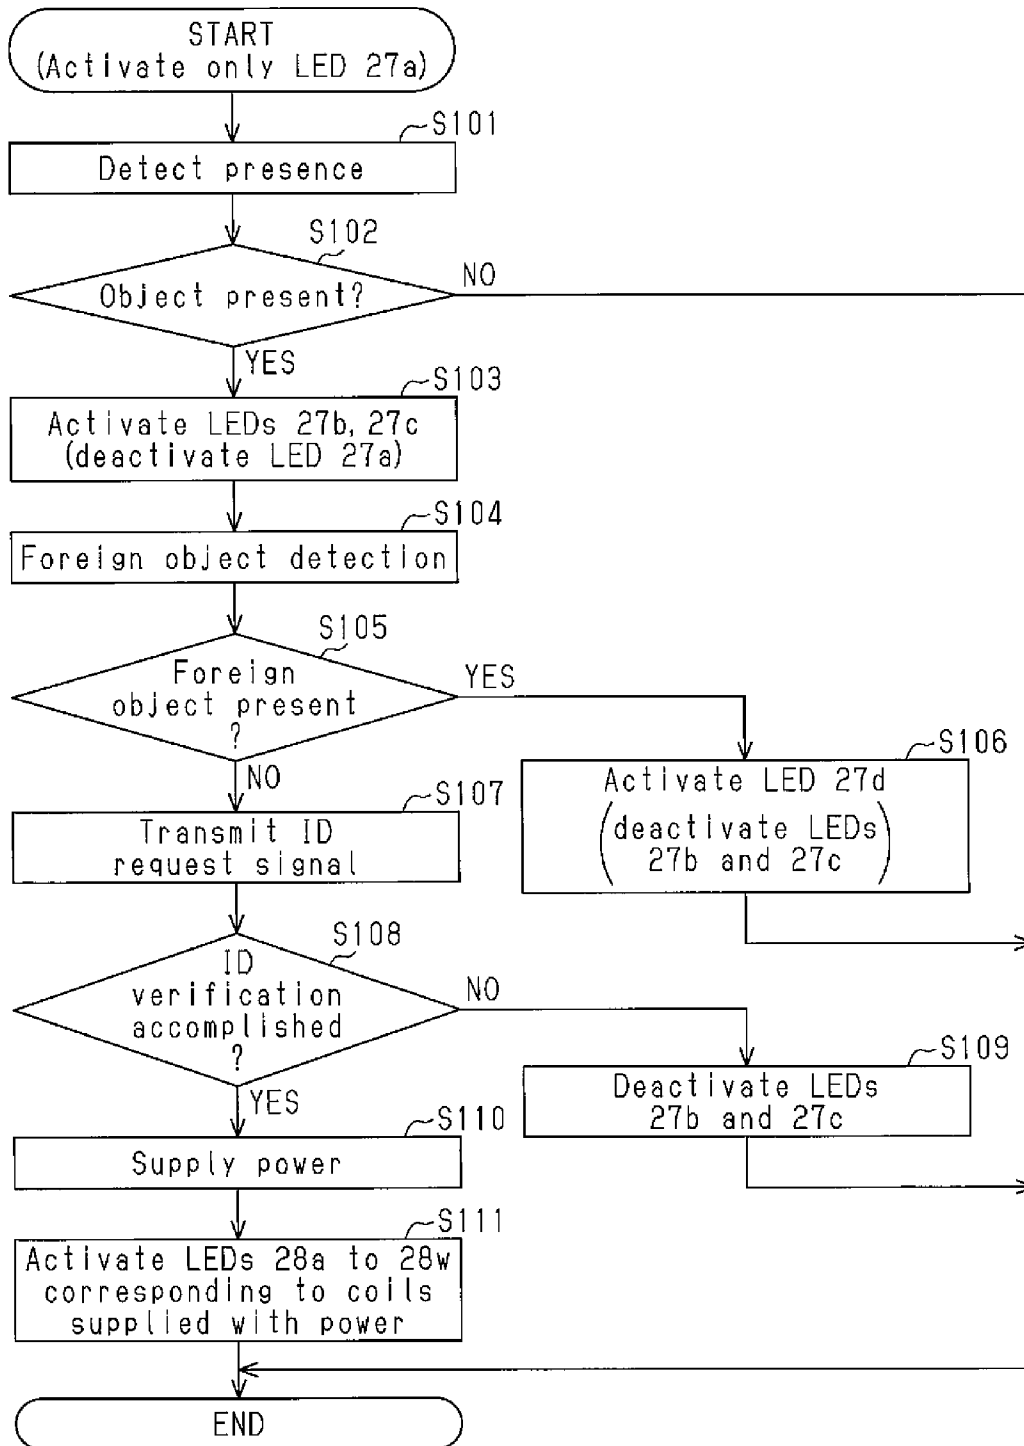 START
(Activate only LED 27a)
S101
Detect presence
S102
Object present?
NO
YES
S103
Activate LEDs 27b, 27c
(deactivate LED 27a)
S104
Foreign object detection
S105
Foreign
object present
?
YES
NO
S106
Activate LED 27d
(deactivate LEDs
27b and 27c)
S107
Transmit ID
request signal
S108
ID
verification
accomplished
?
NO
YES
S109
Deactivate LEDs
27b and 27c
S110
Supply power
S111
Activate LEDs 28a to 28w
corresponding to coils
supplied with power
END